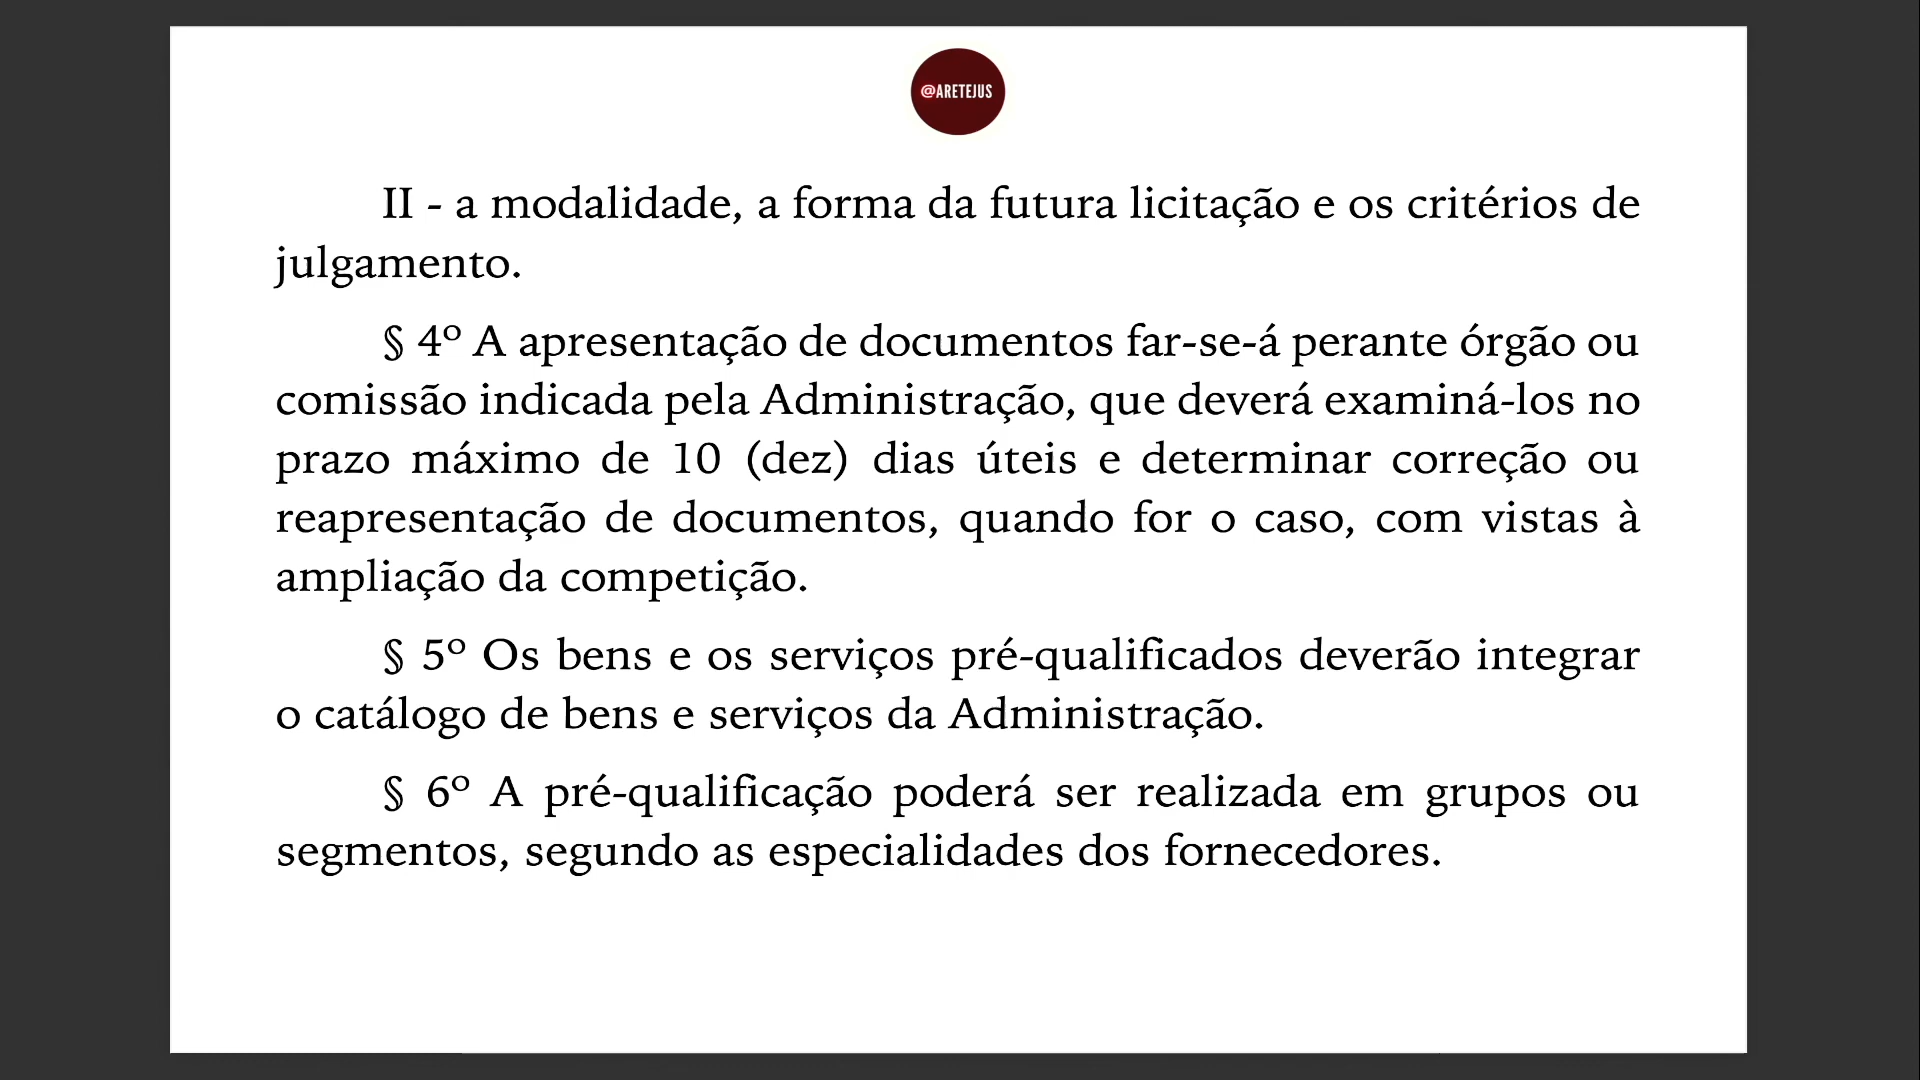 @ARETEJUS
II - a modalidade, a forma da futura licitação e os critérios de
julgamento.
§ 4º A apresentação de documentos far-se-á perante órgão ou
comissão indicada pela Administração, que deverá examiná-los no
prazo máximo de 10 (dez) dias úteis e determinar correção ou
reapresentação de documentos, quando for o caso, com vistas à
ampliação da competição.
§ 5º Os bens e os serviços pré-qualificados deverão integrar
o catálogo de bens e serviços da Administração.
§ 6º A pré-qualificação poderá ser realizada em grupos ou
segmentos, segundo as especialidades dos fornecedores.